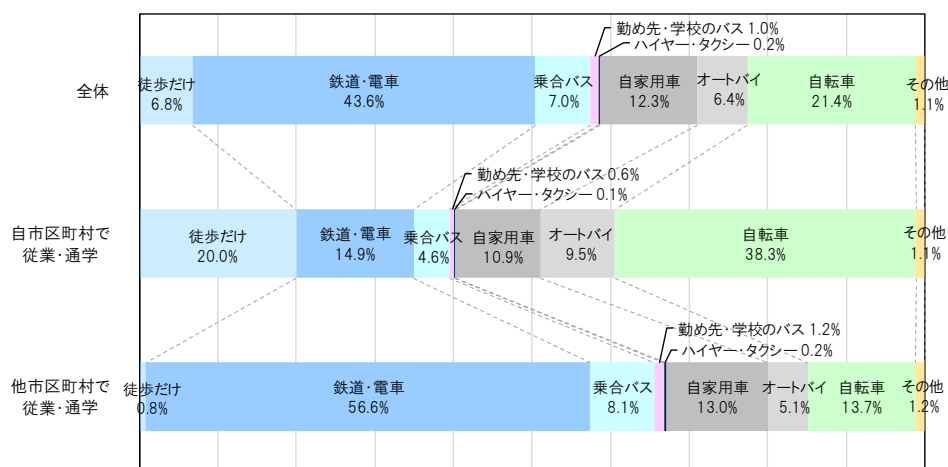 勤め先・学校のバス 1.0%
ハイヤー・タクシー 0.2%
全体
徒歩だけ
6.8%
鉄道・電車
43.6%
乗合バス
7.0%
自家用車
12.3%
オートバイ
6.4%
自転車
21.4%
その他
1.1%
勤め先・学校のバス 0.6%
ハイヤー・タクシー 0.1%
自市区町村で
従業・通学
徒歩だけ
20.0%
鉄道・電車
14.9%
乗合バス
4.6%
自家用車
10.9%
オートバイ
9.5%
自転車
38.3%
その他
1.1%
勤め先・学校のバス 1.2%
ハイヤー・タクシー 0.2%
他市区町村で
従業・通学
徒歩だけ
0.8%
鉄道・電車
56.6%
乗合バス
8.1%
自家用車
13.0%
オートバイ
5.1%
自転車
13.7%
その他
1.2%